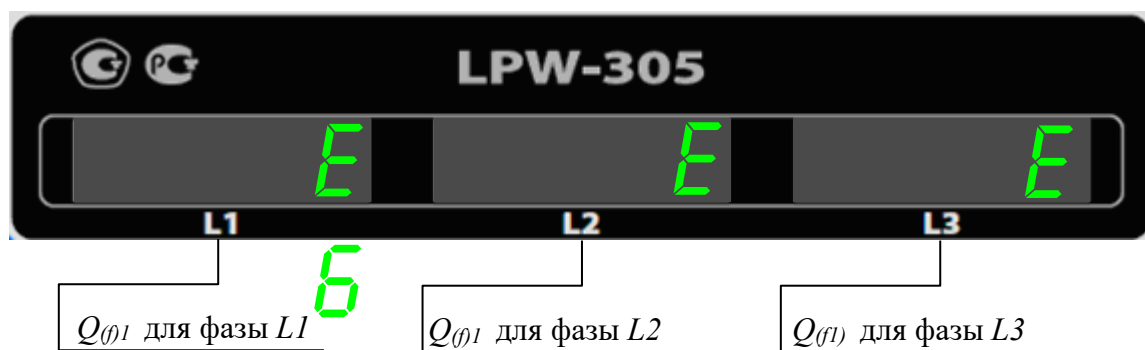 LPW-305
E E E
L1 L2 L3
6
Q(f)1 для фазы L1 Q(f)1 для фазы L2 Q(f1) для фазы L3